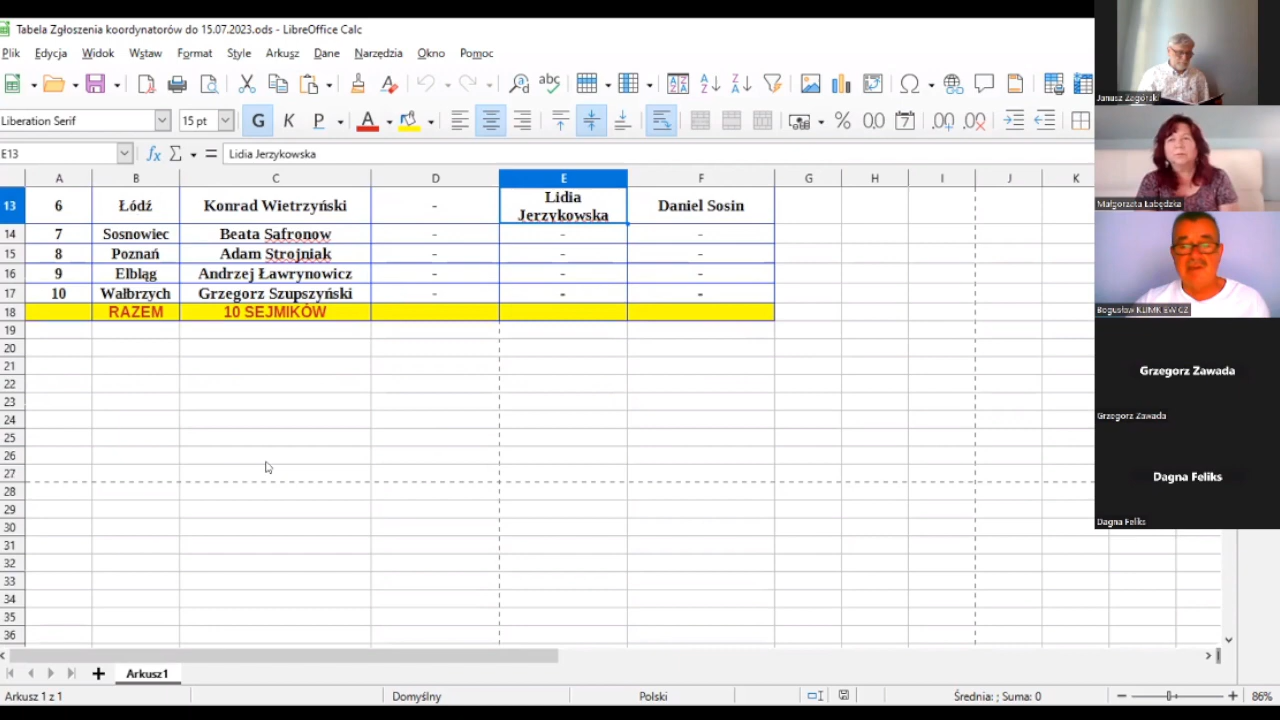 Tabela Zgłoszenia koordynatorów do 15.07.2023.ods - LibreOffice Calc
Plik Edycja Widok Wstaw Format Style Arkusz Dane Narzędzia Okno Pomoc
Liberation Serif 15 pt G K P A
E13 fx Σ = Lidia Jerzykowska
A B C D E F G H I J K
13 6 Łódź Konrad Wietrzyński - Lidia Jerzykowska Daniel Sosin
14 7 Sosnowiec Beata Safronow - - -
15 8 Poznań Adam Strojniak - - -
16 9 Elbląg Andrzej Ławrynowicz - - -
17 10 Wałbrzych Grzegorz Szupszyński - - -
18 RAZEM 10 SEJMIKÓW
19
20
21
22
23
24
25
26
27
28
29
30
31
32
33
34
35
36
Arkusz1
Arkusz 1 z 1 Domyślny Polski Średnia: ; Suma: 0 86%
Janusz Zagórski
Małgorzata Łabędzka
Bogusław KLIMKIEWICZ
Grzegorz Zawada
Grzegorz Zawada
Dagna Feliks
Dagna Feliks